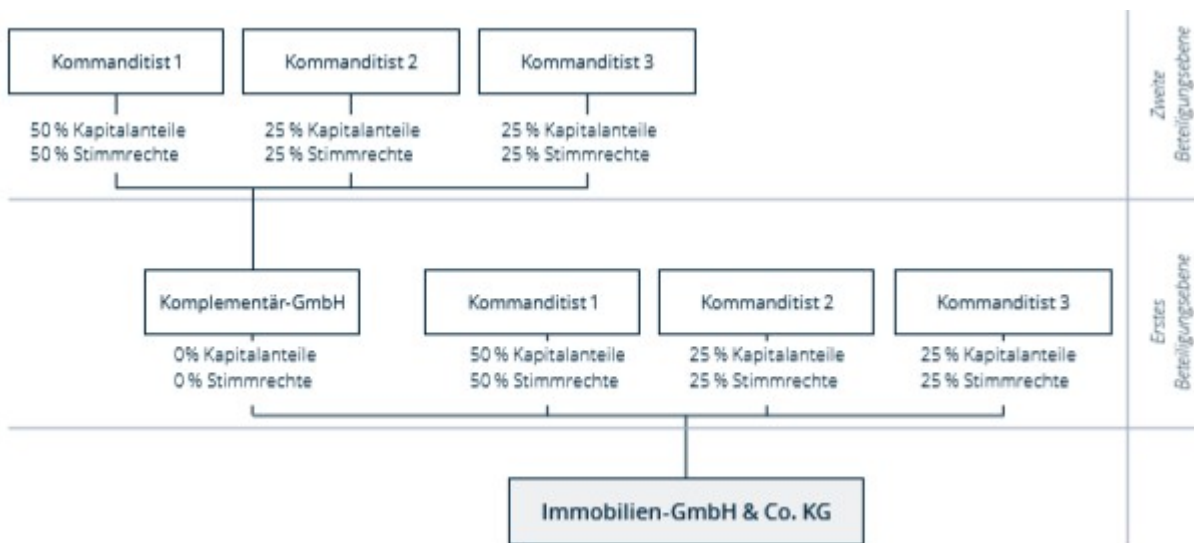 Kommanditist 1
Kommanditist 2
Kommanditist 3
50 % Kapitalanteile
50 % Stimmrechte
25 % Kapitalanteile
25 % Stimmrechte
25 % Kapitalanteile
25 % Stimmrechte
Zweite
Beteiligungsebene
Komplementär-GmbH
Kommanditist 1
Kommanditist 2
Kommanditist 3
0% Kapitalanteile
0 % Stimmrechte
50 % Kapitalanteile
50 % Stimmrechte
25 % Kapitalanteile
25 % Stimmrechte
25 % Kapitalanteile
25 % Stimmrechte
Erstes
Beteiligungsebene
Immobilien-GmbH & Co. KG